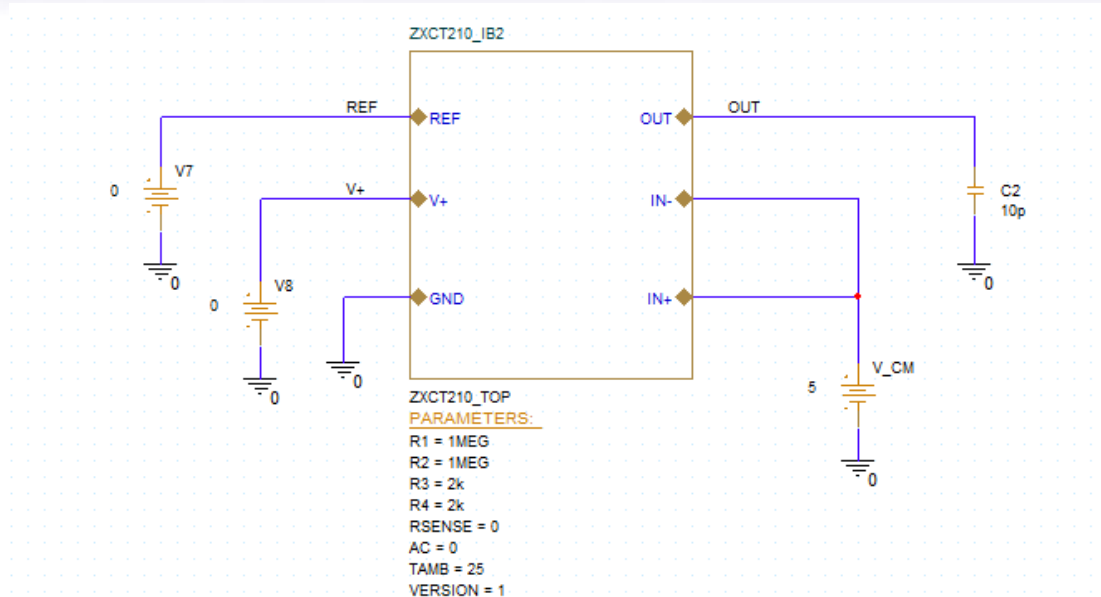 ZXCT210_IB2
REF
REF
OUT
OUT
V7
0
V+
V+
IN-
C2
10p
0
V8
0
GND
IN+
0
0
0
0
V_CM
5
0
ZXCT210_TOP
PARAMETERS:
R1 = 1MEG
R2 = 1MEG
R3 = 2k
R4 = 2k
RSENSE = 0
AC = 0
TAMB = 25
VERSION = 1